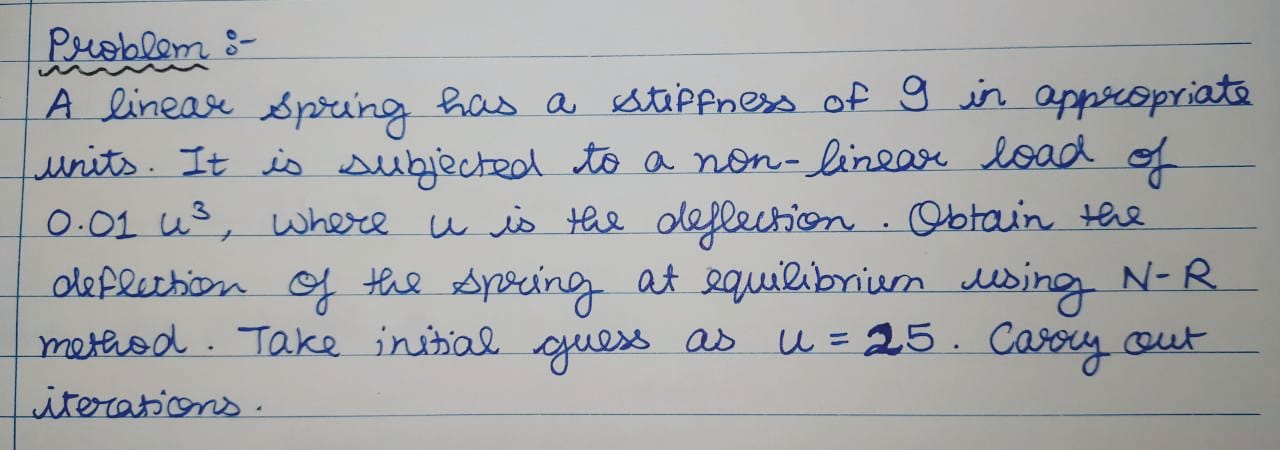 Problem :-
A linear spring has a stiffness of 9 in appropriate
units. It is subjected to a non-linear load of
0.01 u³, where u is the deflection. Obtain the
deflection of the spring at equilibrium using N-R
method. Take initial guess as u = 25. Carry out
iterations.